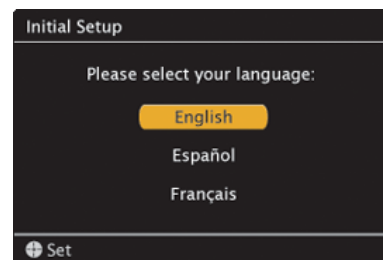 Initial Setup
Please select your language:
English
Español
Français
Set